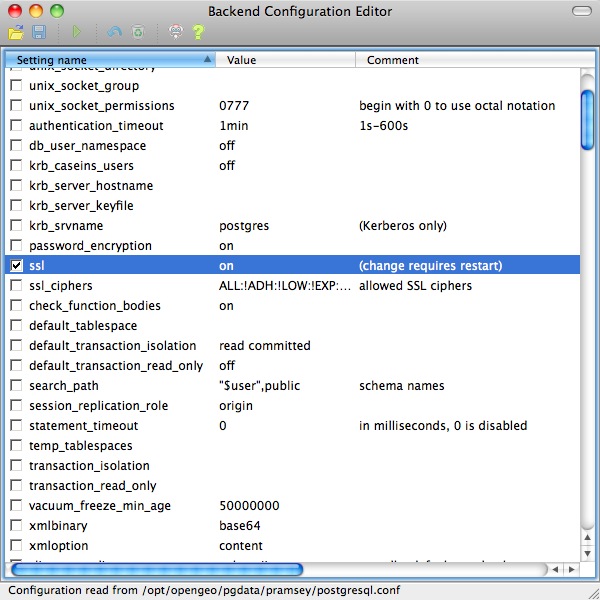 Backend Configuration Editor
Setting name Value Comment
unix_socket_directory
unix_socket_group
unix_socket_permissions 0777 begin with 0 to use octal notation
authentication_timeout 1min 1s-600s
db_user_namespace off
krb_caseins_users off
krb_server_hostname
krb_server_keyfile
krb_srvname postgres (Kerberos only)
password_encryption on
ssl on (change requires restart)
ssl_ciphers ALL:!ADH:!LOW:!EXP:... allowed SSL ciphers
check_function_bodies on
default_tablespace
default_transaction_isolation read committed
default_transaction_read_only off
search_path "$user",public schema names
session_replication_role origin
statement_timeout 0 in milliseconds, 0 is disabled
temp_tablespaces
transaction_isolation
transaction_read_only
vacuum_freeze_min_age 50000000
xmlbinary base64
xmloption content
Configuration read from /opt/opengeo/pgdata/pramsey/postgresql.conf